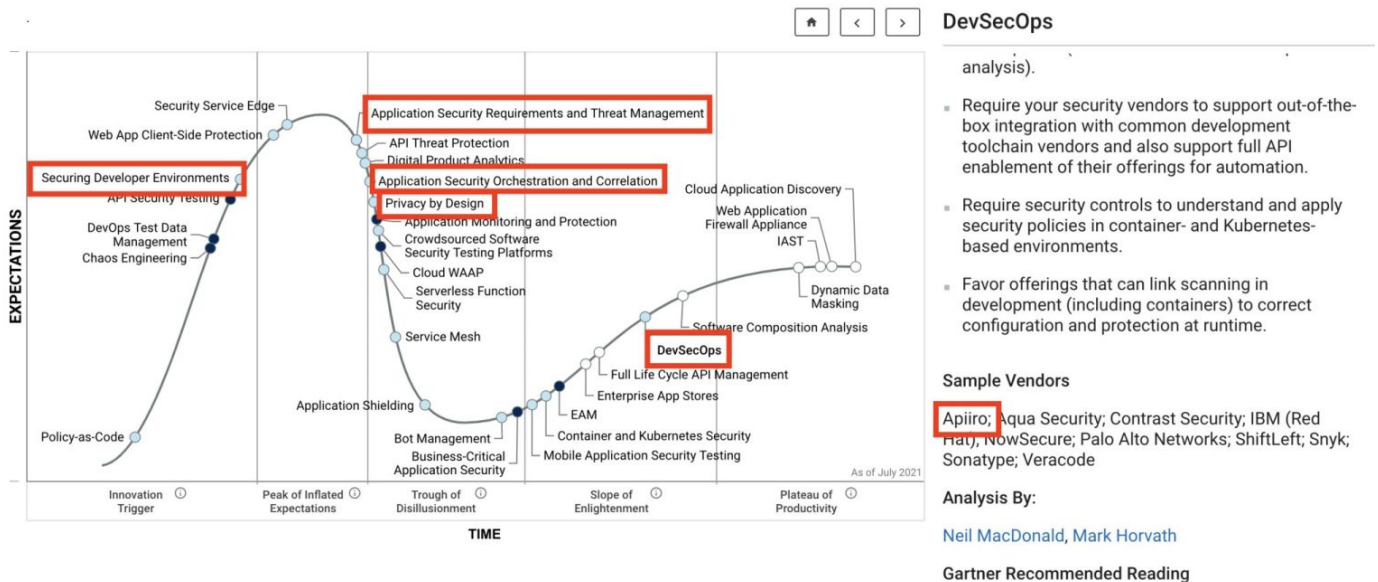 DevSecOps
analysis).
Require your security vendors to support out-of-the-
box integration with common development
toolchain vendors and also support full API
enablement of their offerings for automation.
Require security controls to understand and apply
security policies in container- and Kubernetes-
based environments.
Favor offerings that can link scanning in
development (including containers) to correct
configuration and protection at runtime.
Sample Vendors
Apiiro; Aqua Security; Contrast Security; IBM (Red
Hat); NowSecure; Palo Alto Networks; ShiftLeft; Snyk;
Sonatype; Veracode
Analysis By:
Neil MacDonald, Mark Horvath
Gartner Recommended Reading
EXPECTATIONS
Security Service Edge
Web App Client-Side Protection
Securing Developer Environments
API Security Testing
DevOps Test Data
Management
Chaos Engineering
Policy-as-Code
Application Security Requirements and Threat Management
API Threat Protection
Digital Product Analytics
Application Security Orchestration and Correlation
Privacy by Design
Application Monitoring and Protection
Crowdsourced Software
Security Testing Platforms
Cloud WAAP
Serverless Function
Security
Service Mesh
Application Shielding
Bot Management
Business-Critical
Application Security
Mobile Application Security Testing
Container and Kubernetes Security
EAM
Enterprise App Stores
Full Life Cycle API Management
DevSecOps
Software Composition Analysis
Cloud Application Discovery
Web Application
Firewall Appliance
IAST
Dynamic Data
Masking
As of July 2021
Innovation
Trigger
Peak of Inflated
Expectations
Trough of
Disillusionment
Slope of
Enlightenment
Plateau of
Productivity
TIME